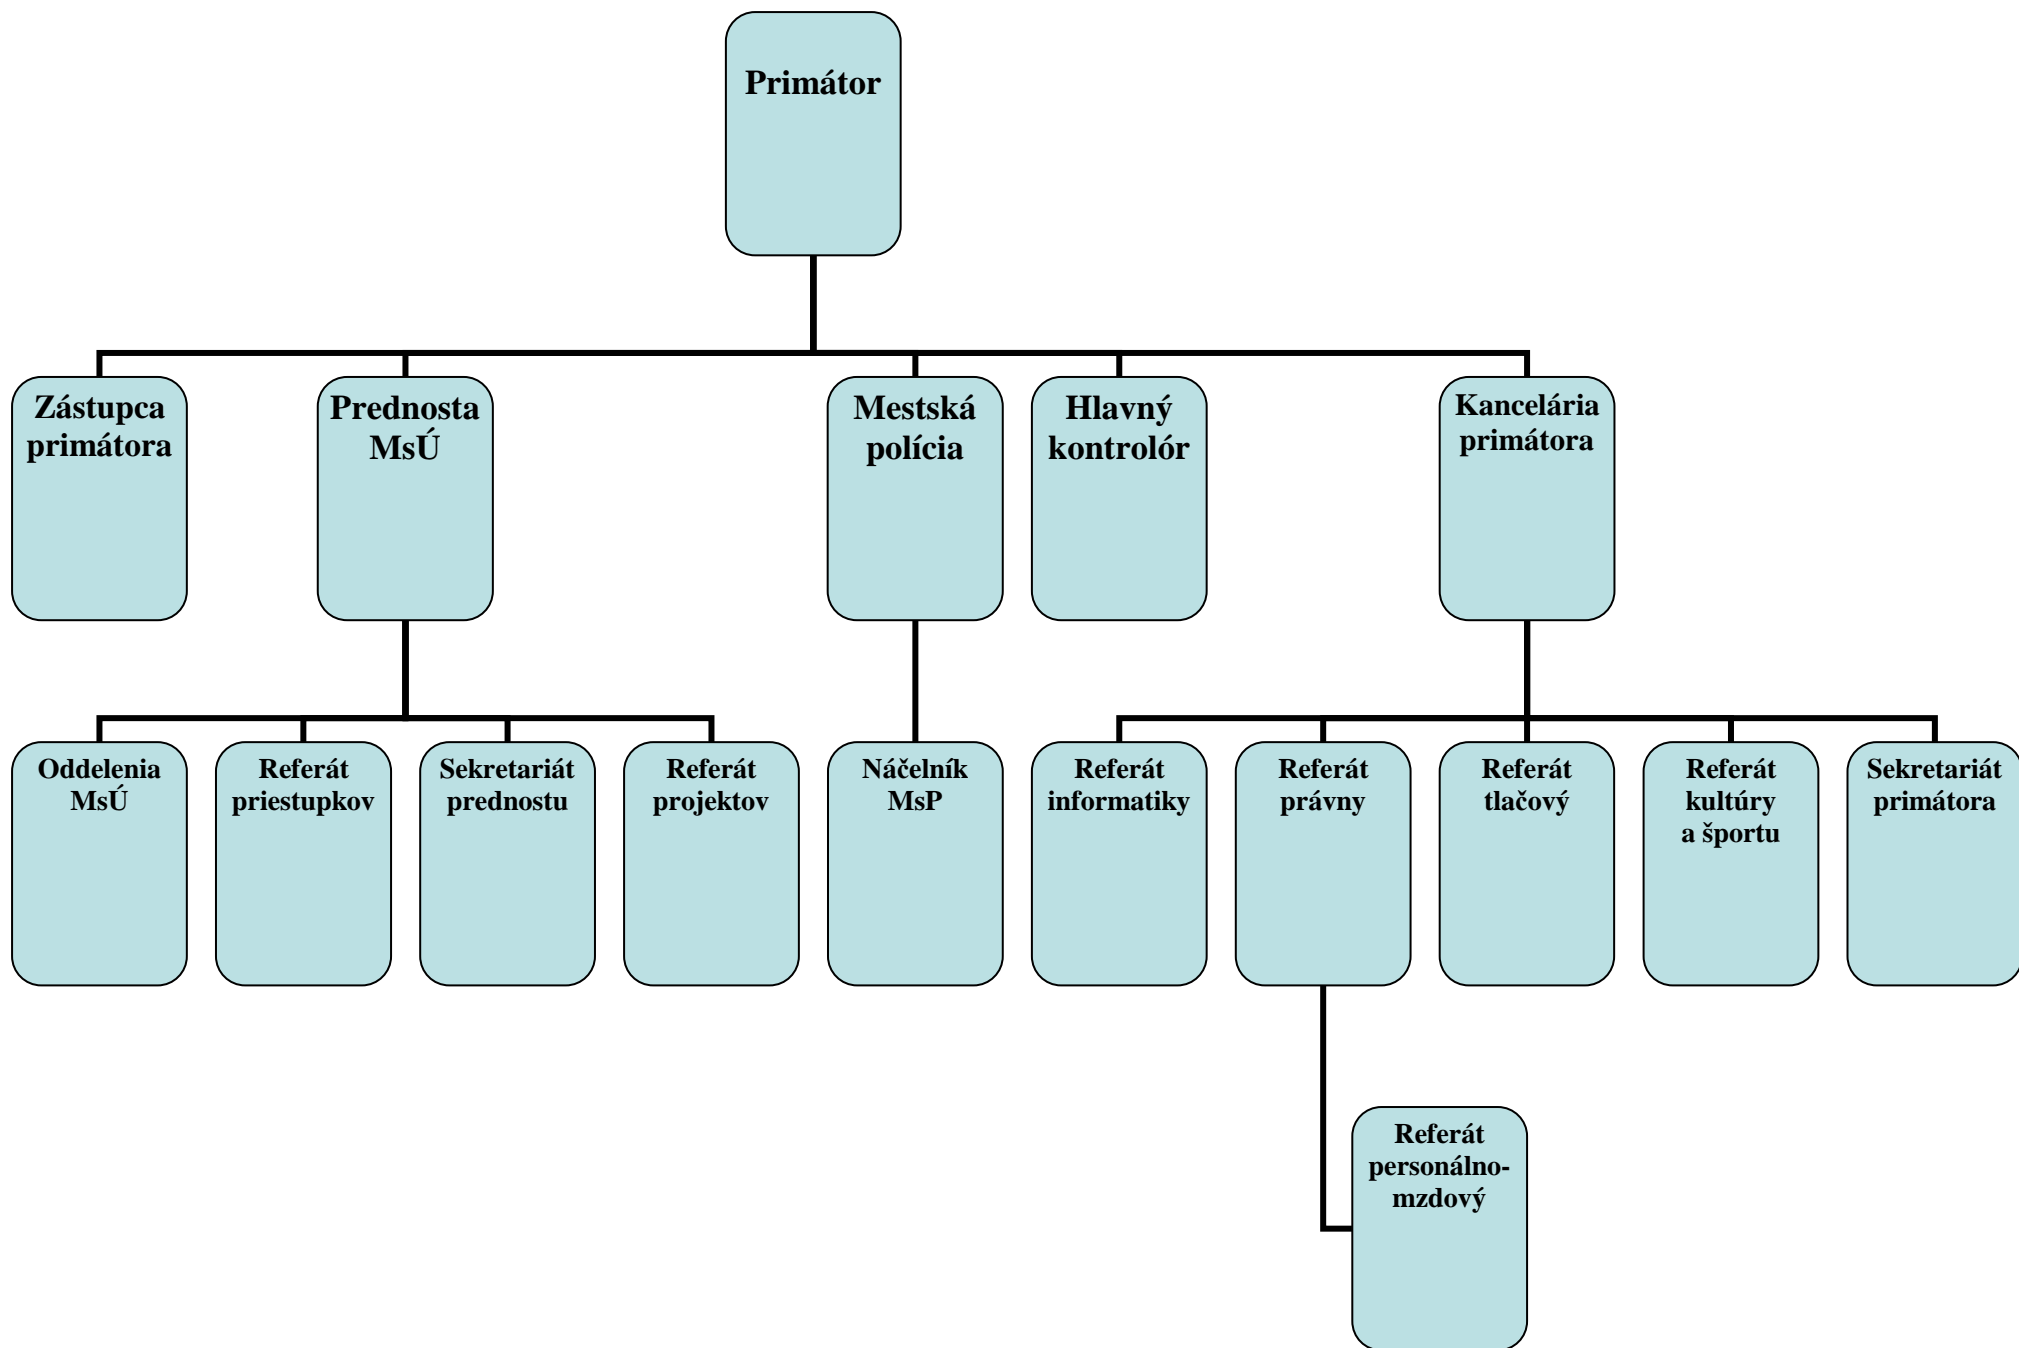 Primátor
Zástupca
primátora
Prednosta
MsÚ
Mestská
polícia
Hlavný
kontrolór
Kancelária
primátora
Oddelenia
MsÚ
Referát
priestupkov
Sekretariát
prednostu
Referát
projektov
Náčelník
MsP
Referát
informatiky
Referát
právny
Referát
tlačový
Referát
kultúry
a športu
Sekretariát
primátora
Referát
personálno-
mzdový